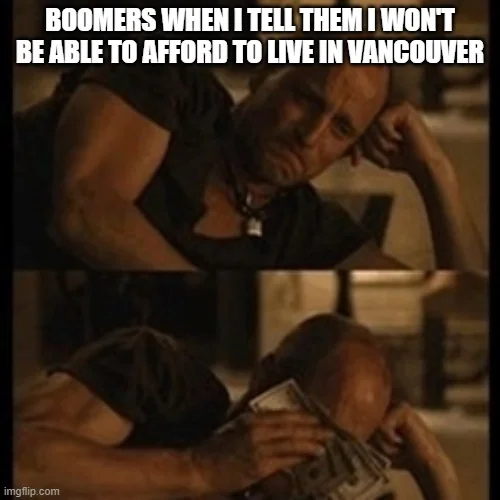 BOOMERS WHEN I TELL THEM I WON'T
BE ABLE TO AFFORD TO LIVE IN VANCOUVER
imgflip.com